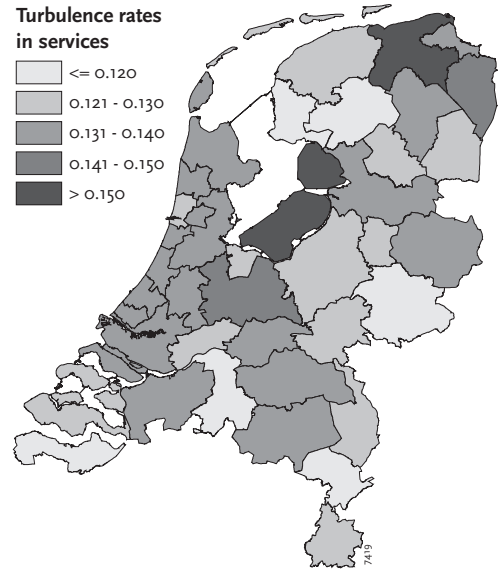 Turbulence rates
in services
<= 0.120
0.121 - 0.130
0.131 - 0.140
0.141 - 0.150
> 0.150
7419